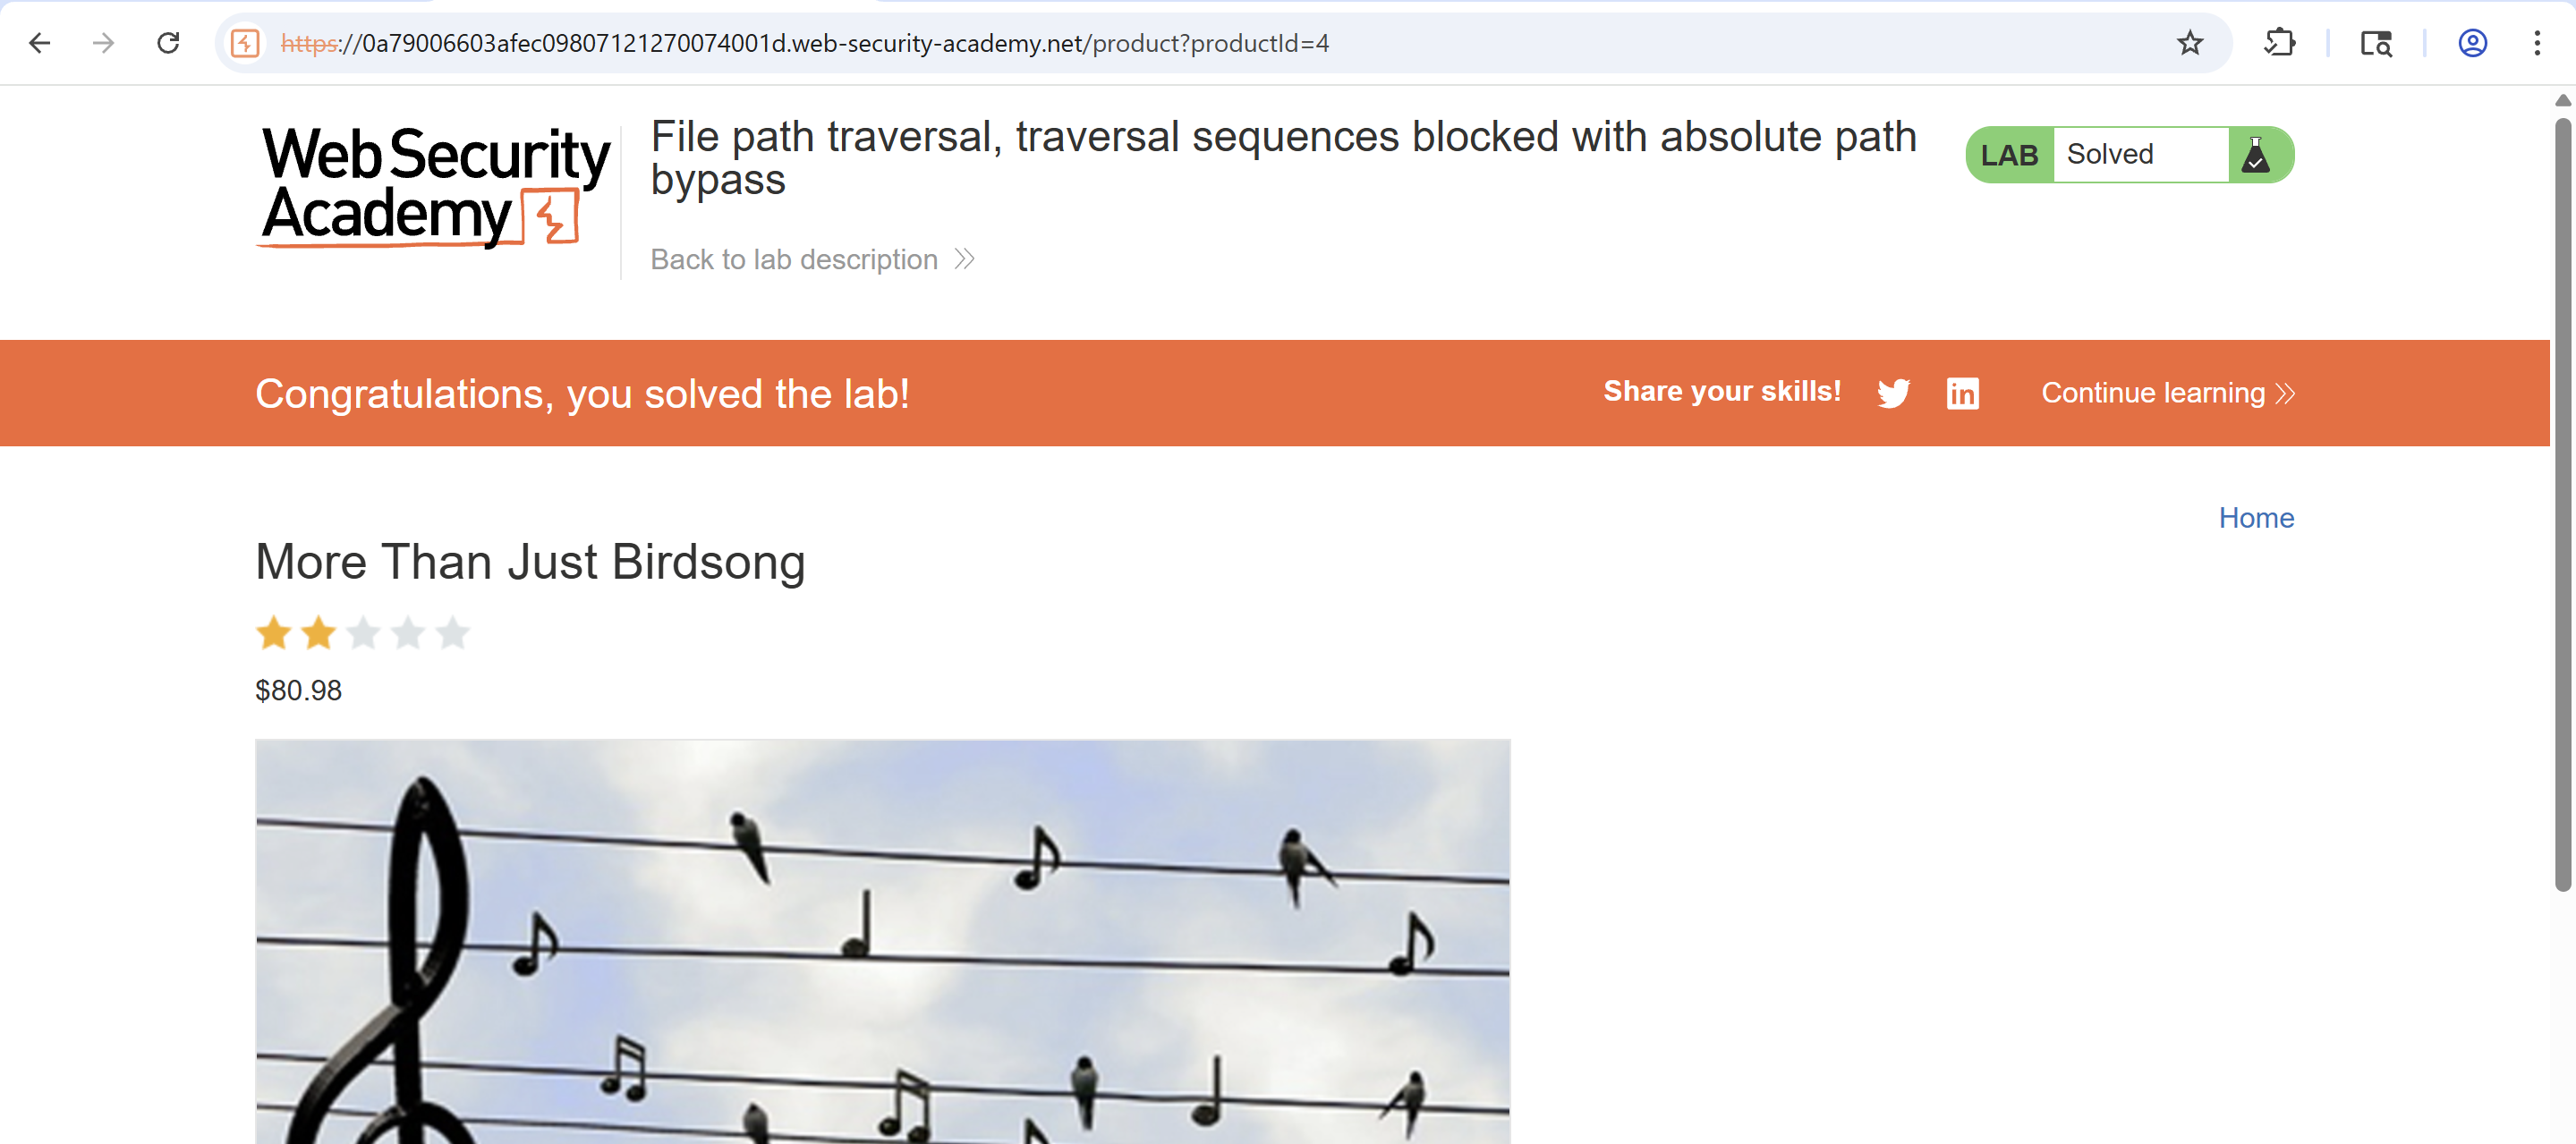 https://0a79006603afec09807121270074001d.web-security-academy.net/product?productId=4
Web Security
Academy
File path traversal, traversal sequences blocked with absolute path
bypass
Back to lab description
LAB Solved
Congratulations, you solved the lab!
Share your skills!
Continue learning
Home
More Than Just Birdsong
$80.98